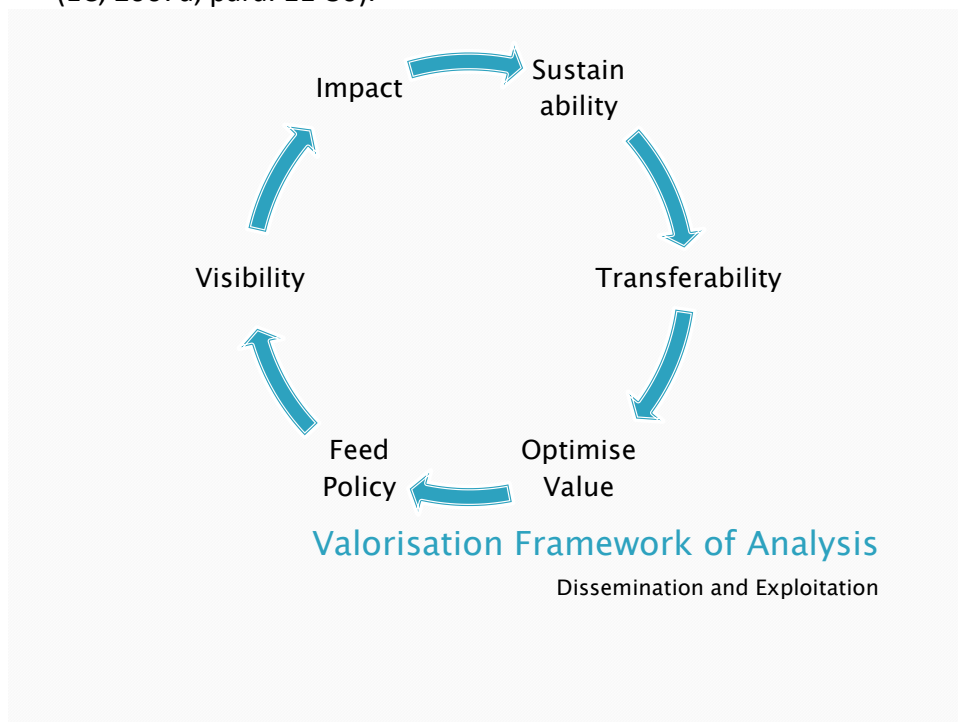 Impact
Sustain
ability
Visibility
Transferability
Feed
Policy
Optimise
Value
Valorisation Framework of Analysis
Dissemination and Exploitation